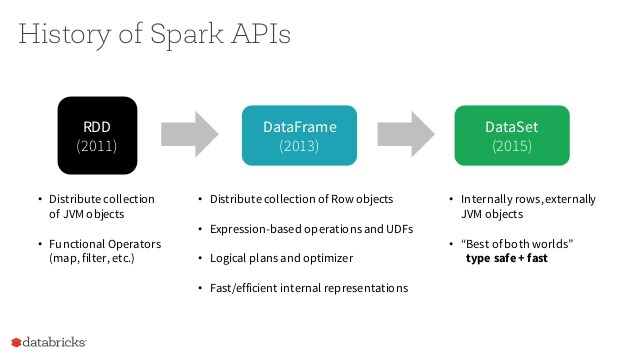 History of Spark APIs
RDD
(2011)
DataFrame
(2013)
DataSet
(2015)
• Distribute collection
of JVM objects
• Functional Operators
(map, filter, etc.)
• Distribute collection of Row objects
• Expression-based operations and UDFs
• Logical plans and optimizer
• Fast/efficient internal representations
• Internally rows, externally
JVM objects
• “Best of both worlds”
type safe + fast
databricks